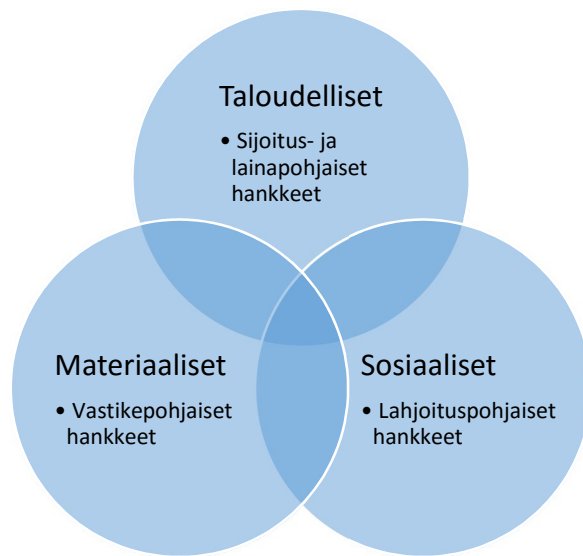 Taloudelliset
• Sijoitus- ja
lainapohjaiset
hankkeet
Materiaaliset
• Vastikepohjaiset
hankkeet
Sosiaaliset
• Lahjoituspohjaiset
hankkeet